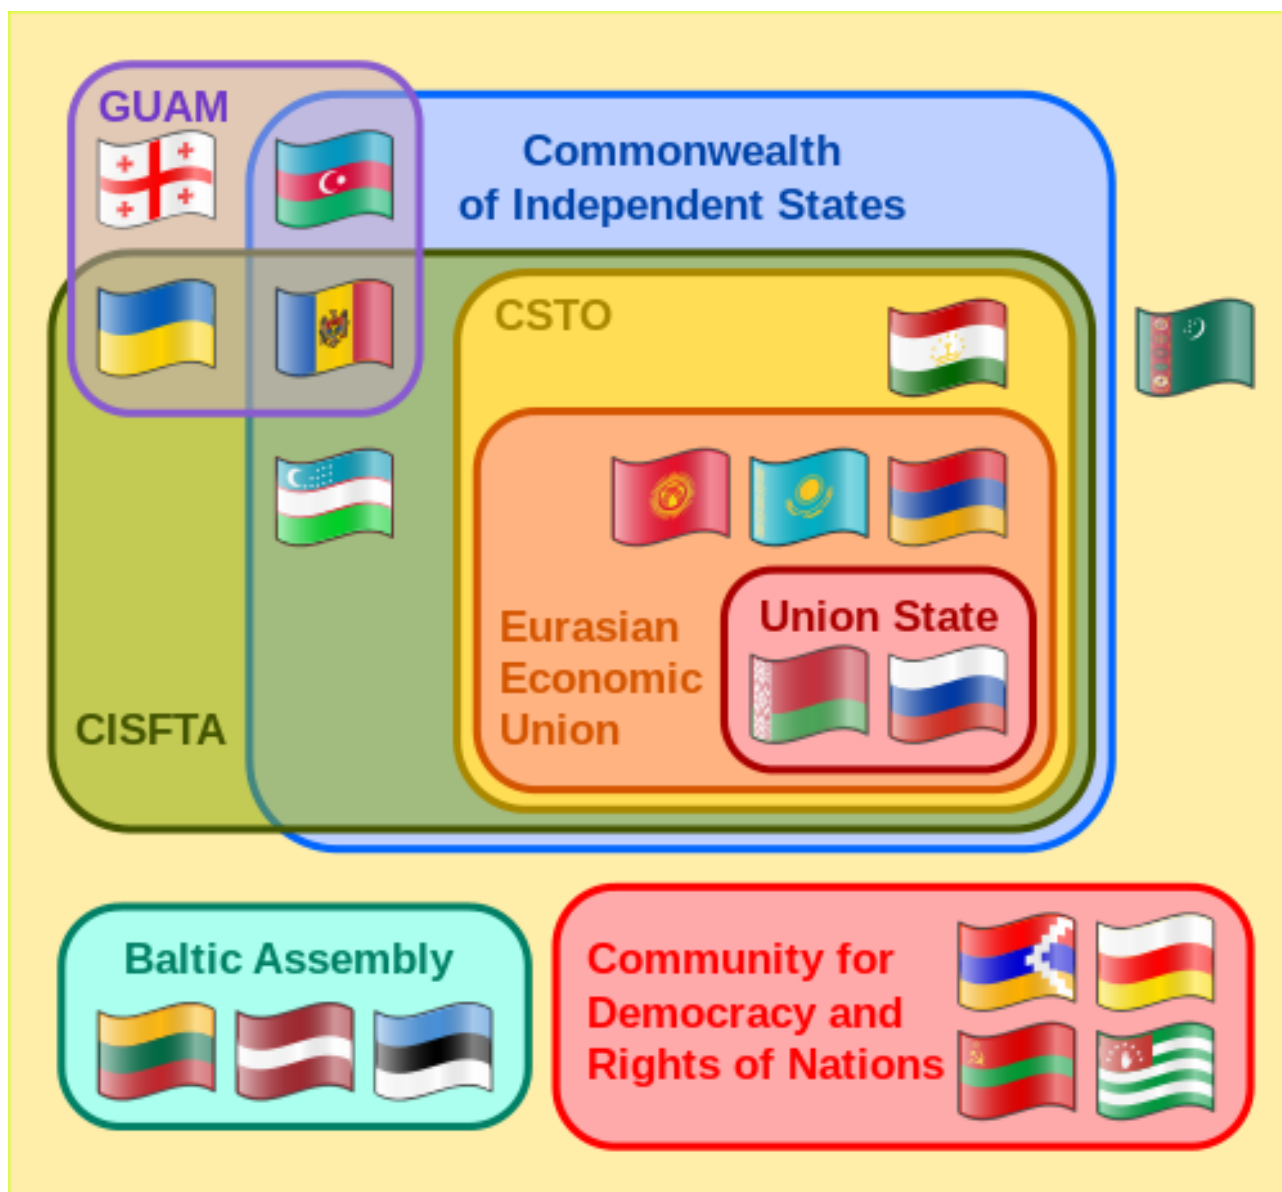 GUAM
Commonwealth
of Independent States
CSTO
Union State
Eurasian
Economic
Union
CISFTA
Baltic Assembly
Community for
Democracy and
Rights of Nations